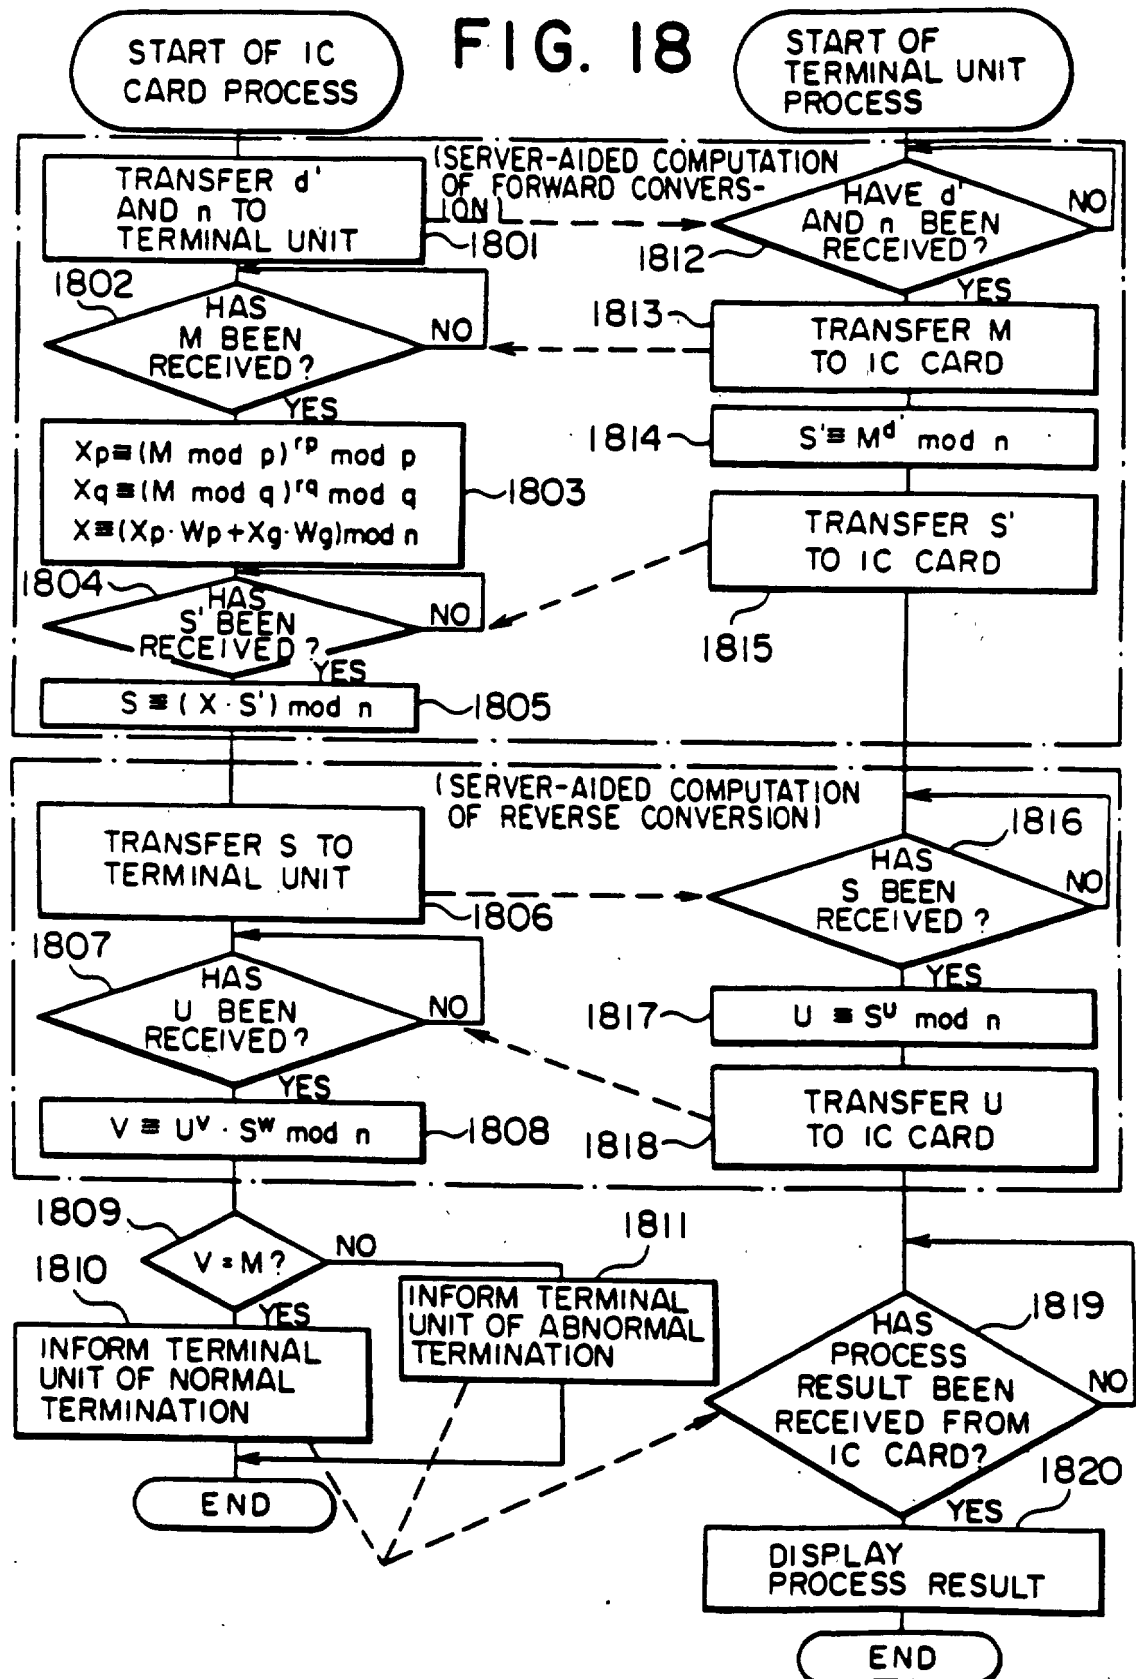 FIG. 18
START OF IC
CARD PROCESS
START OF
TERMINAL UNIT
PROCESS
(SERVER-AIDED COMPUTATION
OF FORWARD CONVERS-
ION)
TRANSFER d'
AND n TO
TERMINAL UNIT
1801
HAVE d'
AND n BEEN
RECEIVED?
NO
1812
YES
1802
HAS
M BEEN
RECEIVED?
NO
YES
1813
TRANSFER M
TO IC CARD
1814
S'≡ M^d' mod n
Xp≡(M mod p)^rp mod p
Xq≡(M mod q)^rq mod q
X≡(Xp·Wp+Xg·Wg)mod n
1803
TRANSFER S'
TO IC CARD
1815
1804
HAS
S' BEEN
RECEIVED?
NO
YES
S ≡ (X · S') mod n
1805
(SERVER-AIDED COMPUTATION
OF REVERSE CONVERSION)
TRANSFER S TO
TERMINAL UNIT
1806
1816
HAS
S BEEN
RECEIVED?
NO
YES
1807
HAS
U BEEN
RECEIVED?
NO
YES
1817
U ≡ S^U mod n
TRANSFER U
TO IC CARD
1818
V ≡ U^V · S^W mod n
1808
1809
V = M?
NO
YES
1810
INFORM TERMINAL
UNIT OF NORMAL
TERMINATION
1811
INFORM TERMINAL
UNIT OF ABNORMAL
TERMINATION
END
1819
HAS
PROCESS
RESULT BEEN
RECEIVED FROM
IC CARD?
NO
YES
1820
DISPLAY
PROCESS RESULT
END